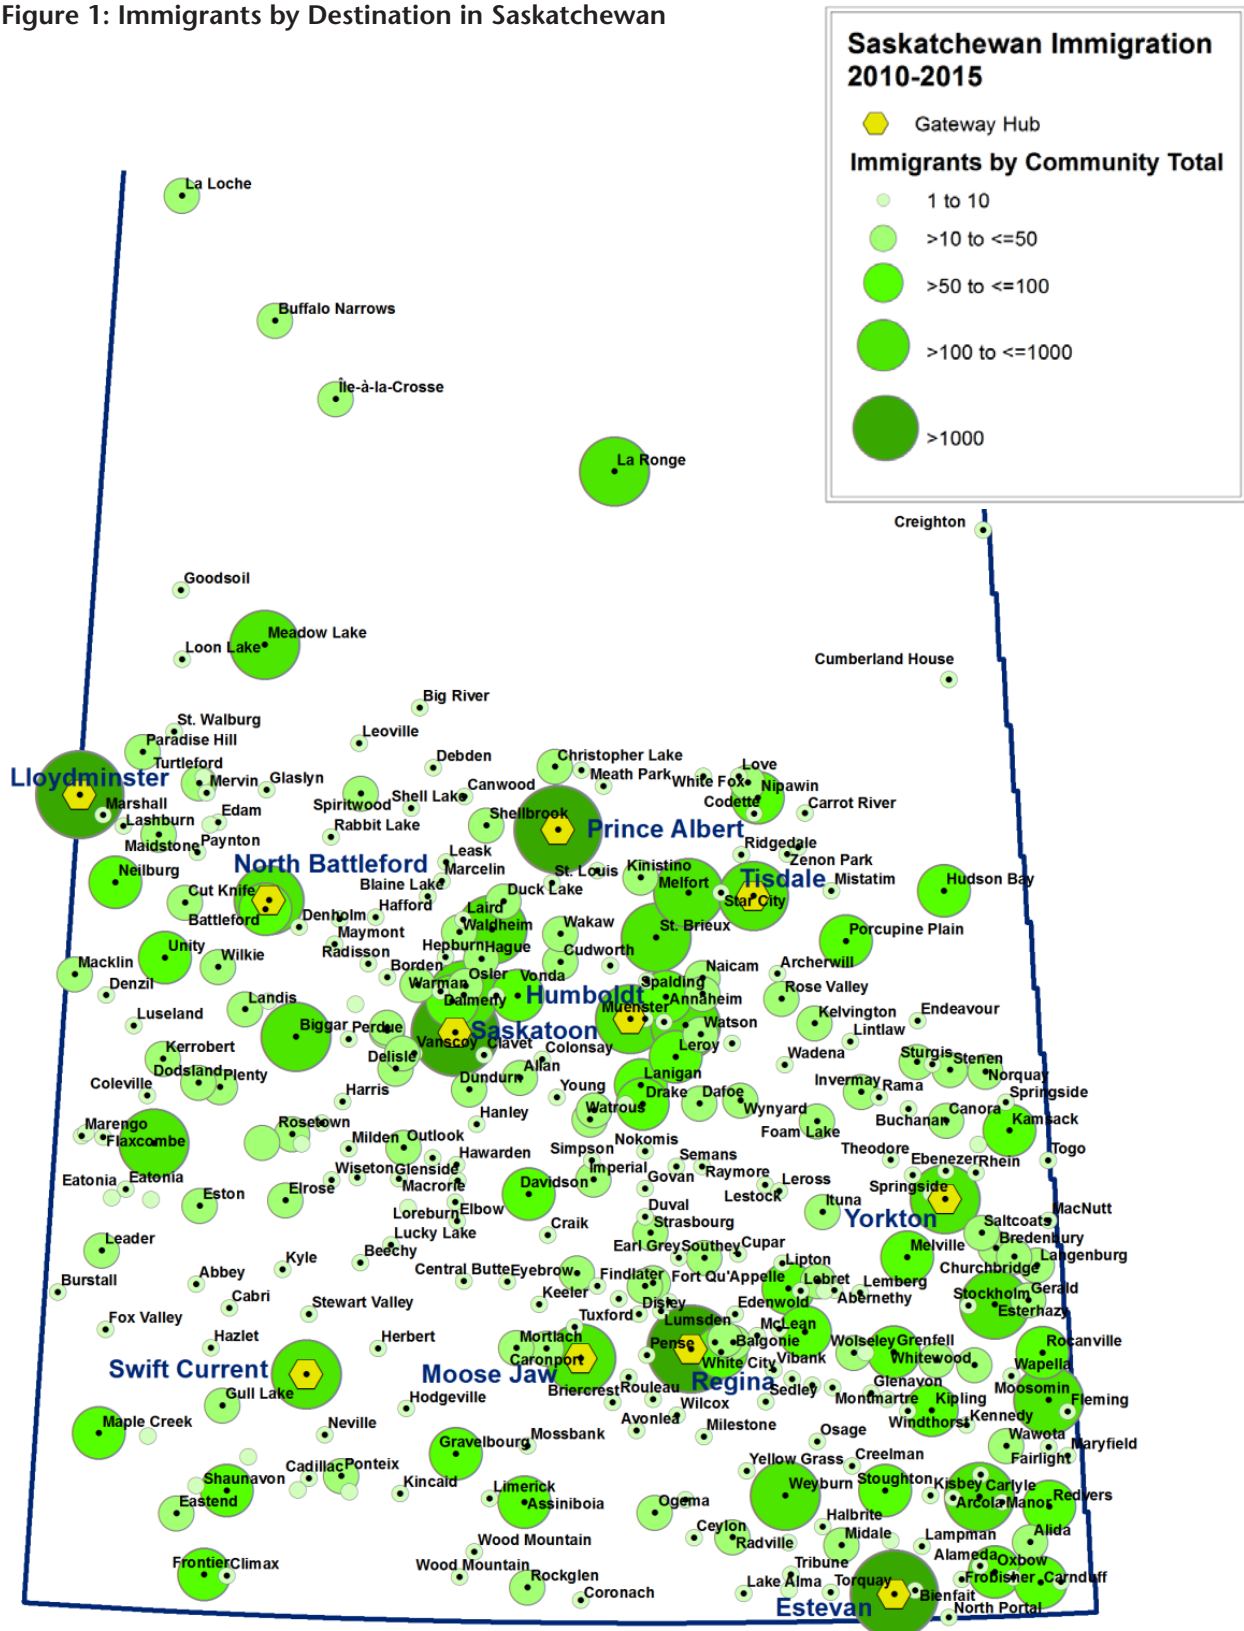 Figure 1: Immigrants by Destination in Saskatchewan
Saskatchewan Immigration
2010-2015
Gateway Hub
Immigrants by Community Total
1 to 10
>10 to <=50
>50 to <=100
>100 to <=1000
>1000
La Loche
Buffalo Narrows
Île-à-la-Crosse
La Ronge
Creighton
Goodsoil
Meadow Lake
Loon Lake
Cumberland House
Big River
St. Walburg
Leoville
Paradise Hill
Turtleford
Debden
Christopher Lake
Love
Lloydminster
Mervin
Glaslyn
Canwood
Meath Park
White Fox
Nipawin
Marshall
Spiritwood
Shell Lake
Codette
Carrot River
Lashburn
Edam
Rabbit Lake
Shellbrook
Prince Albert
Maidstone
Paynton
Leask
Ridgedale
North Battleford
Marcelin
St. Louis
Kinistino
Zenon Park
Neilburg
Cut Knife
Blaine Lake
Duck Lake
Melfort
Tisdale
Mistatim
Hudson Bay
Battleford
Denholm
Hafford
Laird
Star City
Maymont
Waldheim
Wakaw
St. Brieux
Porcupine Plain
Unity
Wilkie
Radisson
Hepburn
Hague
Cudworth
Macklin
Borden
Osler
Vonda
Naicam
Archerwill
Denzil
Warman
Spalding
Rose Valley
Landis
Dalmeny
Humboldt
Annaheim
Luseland
Biggar
Perdue
Saskatoon
Muenster
Watson
Kelvington
Endeavour
Kerrobert
Delisle
Vanscoy
Clavet
Colonsay
Leroy
Lintlaw
Dodsland
Plenty
Dundurn
Allan
Lanigan
Wadena
Sturgis
Stenen
Coleville
Harris
Young
Drake
Dafoe
Invermay
Rama
Norquay
Springside
Marengo
Rosetown
Hanley
Watrous
Wynyard
Buchanan
Canora
Kamsack
Flaxcombe
Milden
Outlook
Nokomis
Foam Lake
Theodore
Togo
Eatonia
Eatonia
Wiseton
Glenside
Hawarden
Simpson
Semans
Ebenezer
Rhein
Eston
Elrose
Macrorie
Davidson
Imperial
Govan
Raymore
Leross
Springside
Loreburn
Elbow
Duval
Lestock
Ituna
Yorkton
MacNutt
Leader
Lucky Lake
Craik
Strasbourg
Saltcoats
Kyle
Beechy
Earl Grey
Southey
Cupar
Melville
Bredenbury
Burstall
Abbey
Central Butte
Eyebrow
Findlater
Fort Qu'Appelle
Lipton
Churchbridge
Langenburg
Cabri
Keeler
Lebret
Lemberg
Stockholm
Gerald
Fox Valley
Stewart Valley
Tuxford
Disley
Edenwold
Abernethy
Esterhazy
Hazlet
Herbert
Mortlach
Lumsden
McLean
Wolseley
Grenfell
Rocanville
Swift Current
Caronport
Pense
Balgonie
Whitewood
Wapella
Moose Jaw
White City
Vibank
Gull Lake
Briercrest
Rouleau
Regina
Sedley
Glenavon
Moosomin
Hodgeville
Wilcox
Montmartre
Kipling
Fleming
Maple Creek
Neville
Mossbank
Avonlea
Milestone
Windthorst
Kennedy
Gravelbourg
Osage
Wawota
Maryfield
Cadillac
Ponteix
Yellow Grass
Creelman
Fairlight
Shaunavon
Kincaid
Limerick
Weyburn
Stoughton
Kisbey
Carlyle
Eastend
Assiniboia
Ogema
Arcola
Manor
Redvers
Wood Mountain
Ceylon
Radville
Halbrite
Midale
Lampman
Alida
Frontier
Climax
Wood Mountain
Tribune
Alameda
Oxbow
Rockglen
Lake Alma
Torquay
Bienfait
Frobisher
Carnduff
Coronach
Estevan
North Portal